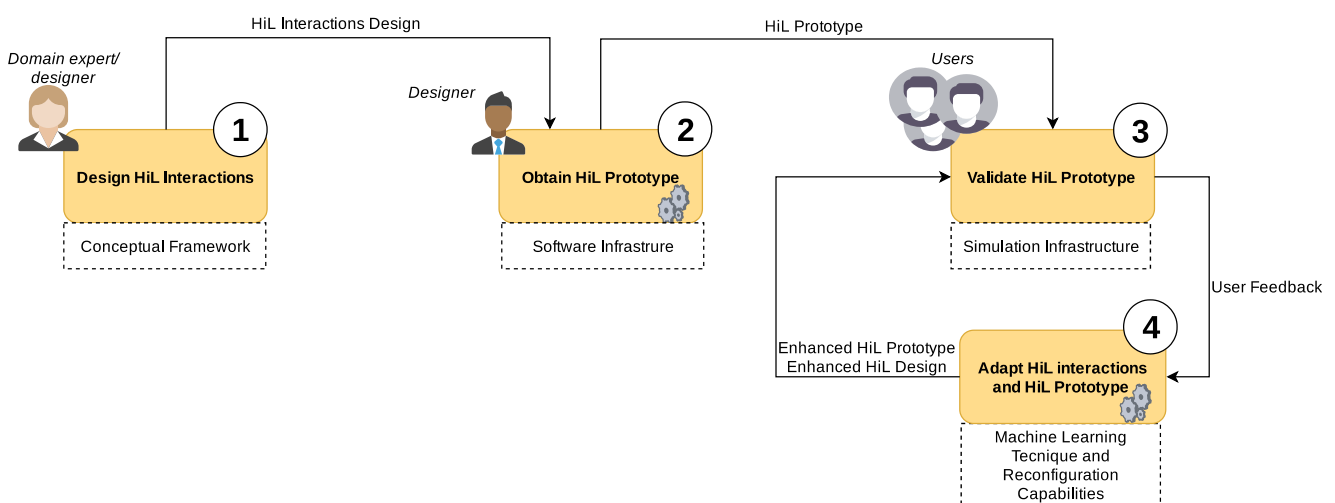 HiL Interactions Design
HiL Prototype
Domain expert/
designer
Designer
Users
1
2
3
Design HiL Interactions
Obtain HiL Prototype
Validate HiL Prototype
Conceptual Framework
Software Infrastrure
Simulation Infrastructure
User Feedback
4
Enhanced HiL Prototype
Enhanced HiL Design
Adapt HiL interactions
and HiL Prototype
Machine Learning
Tecnique and
Reconfiguration
Capabilities